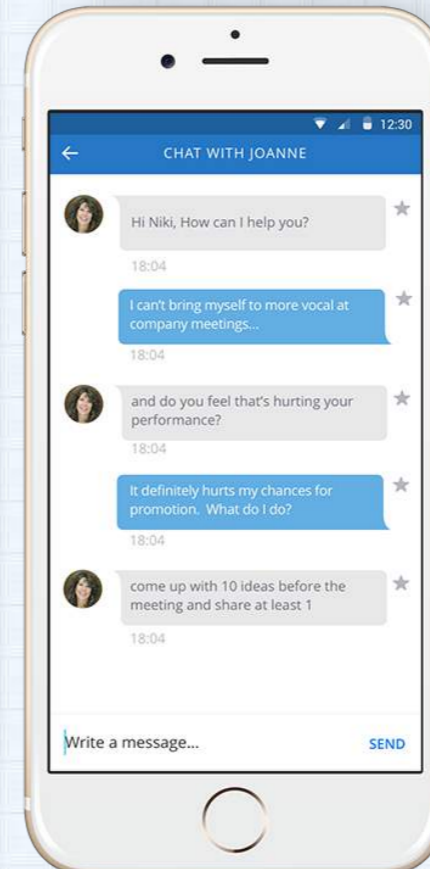 12:30
CHAT WITH JOANNE
Hi Niki, How can I help you?
18:04
I can't bring myself to more vocal at
company meetings...
18:04
and do you feel that's hurting your
performance?
18:04
It definitely hurts my chances for
promotion. What do I do?
18:04
come up with 10 ideas before the
meeting and share at least 1
18:04
Write a message...
SEND